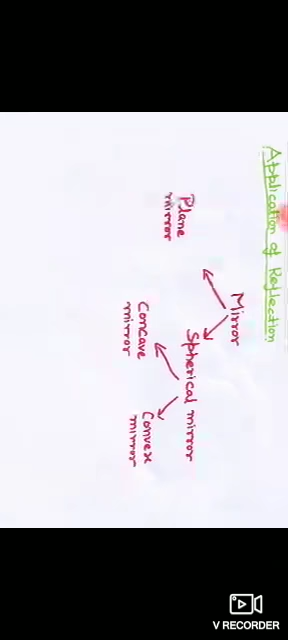 Application of Reflection
Mirror
Plane
mirror
Spherical mirror
Concave
mirror
Convex
mirror
V RECORDER